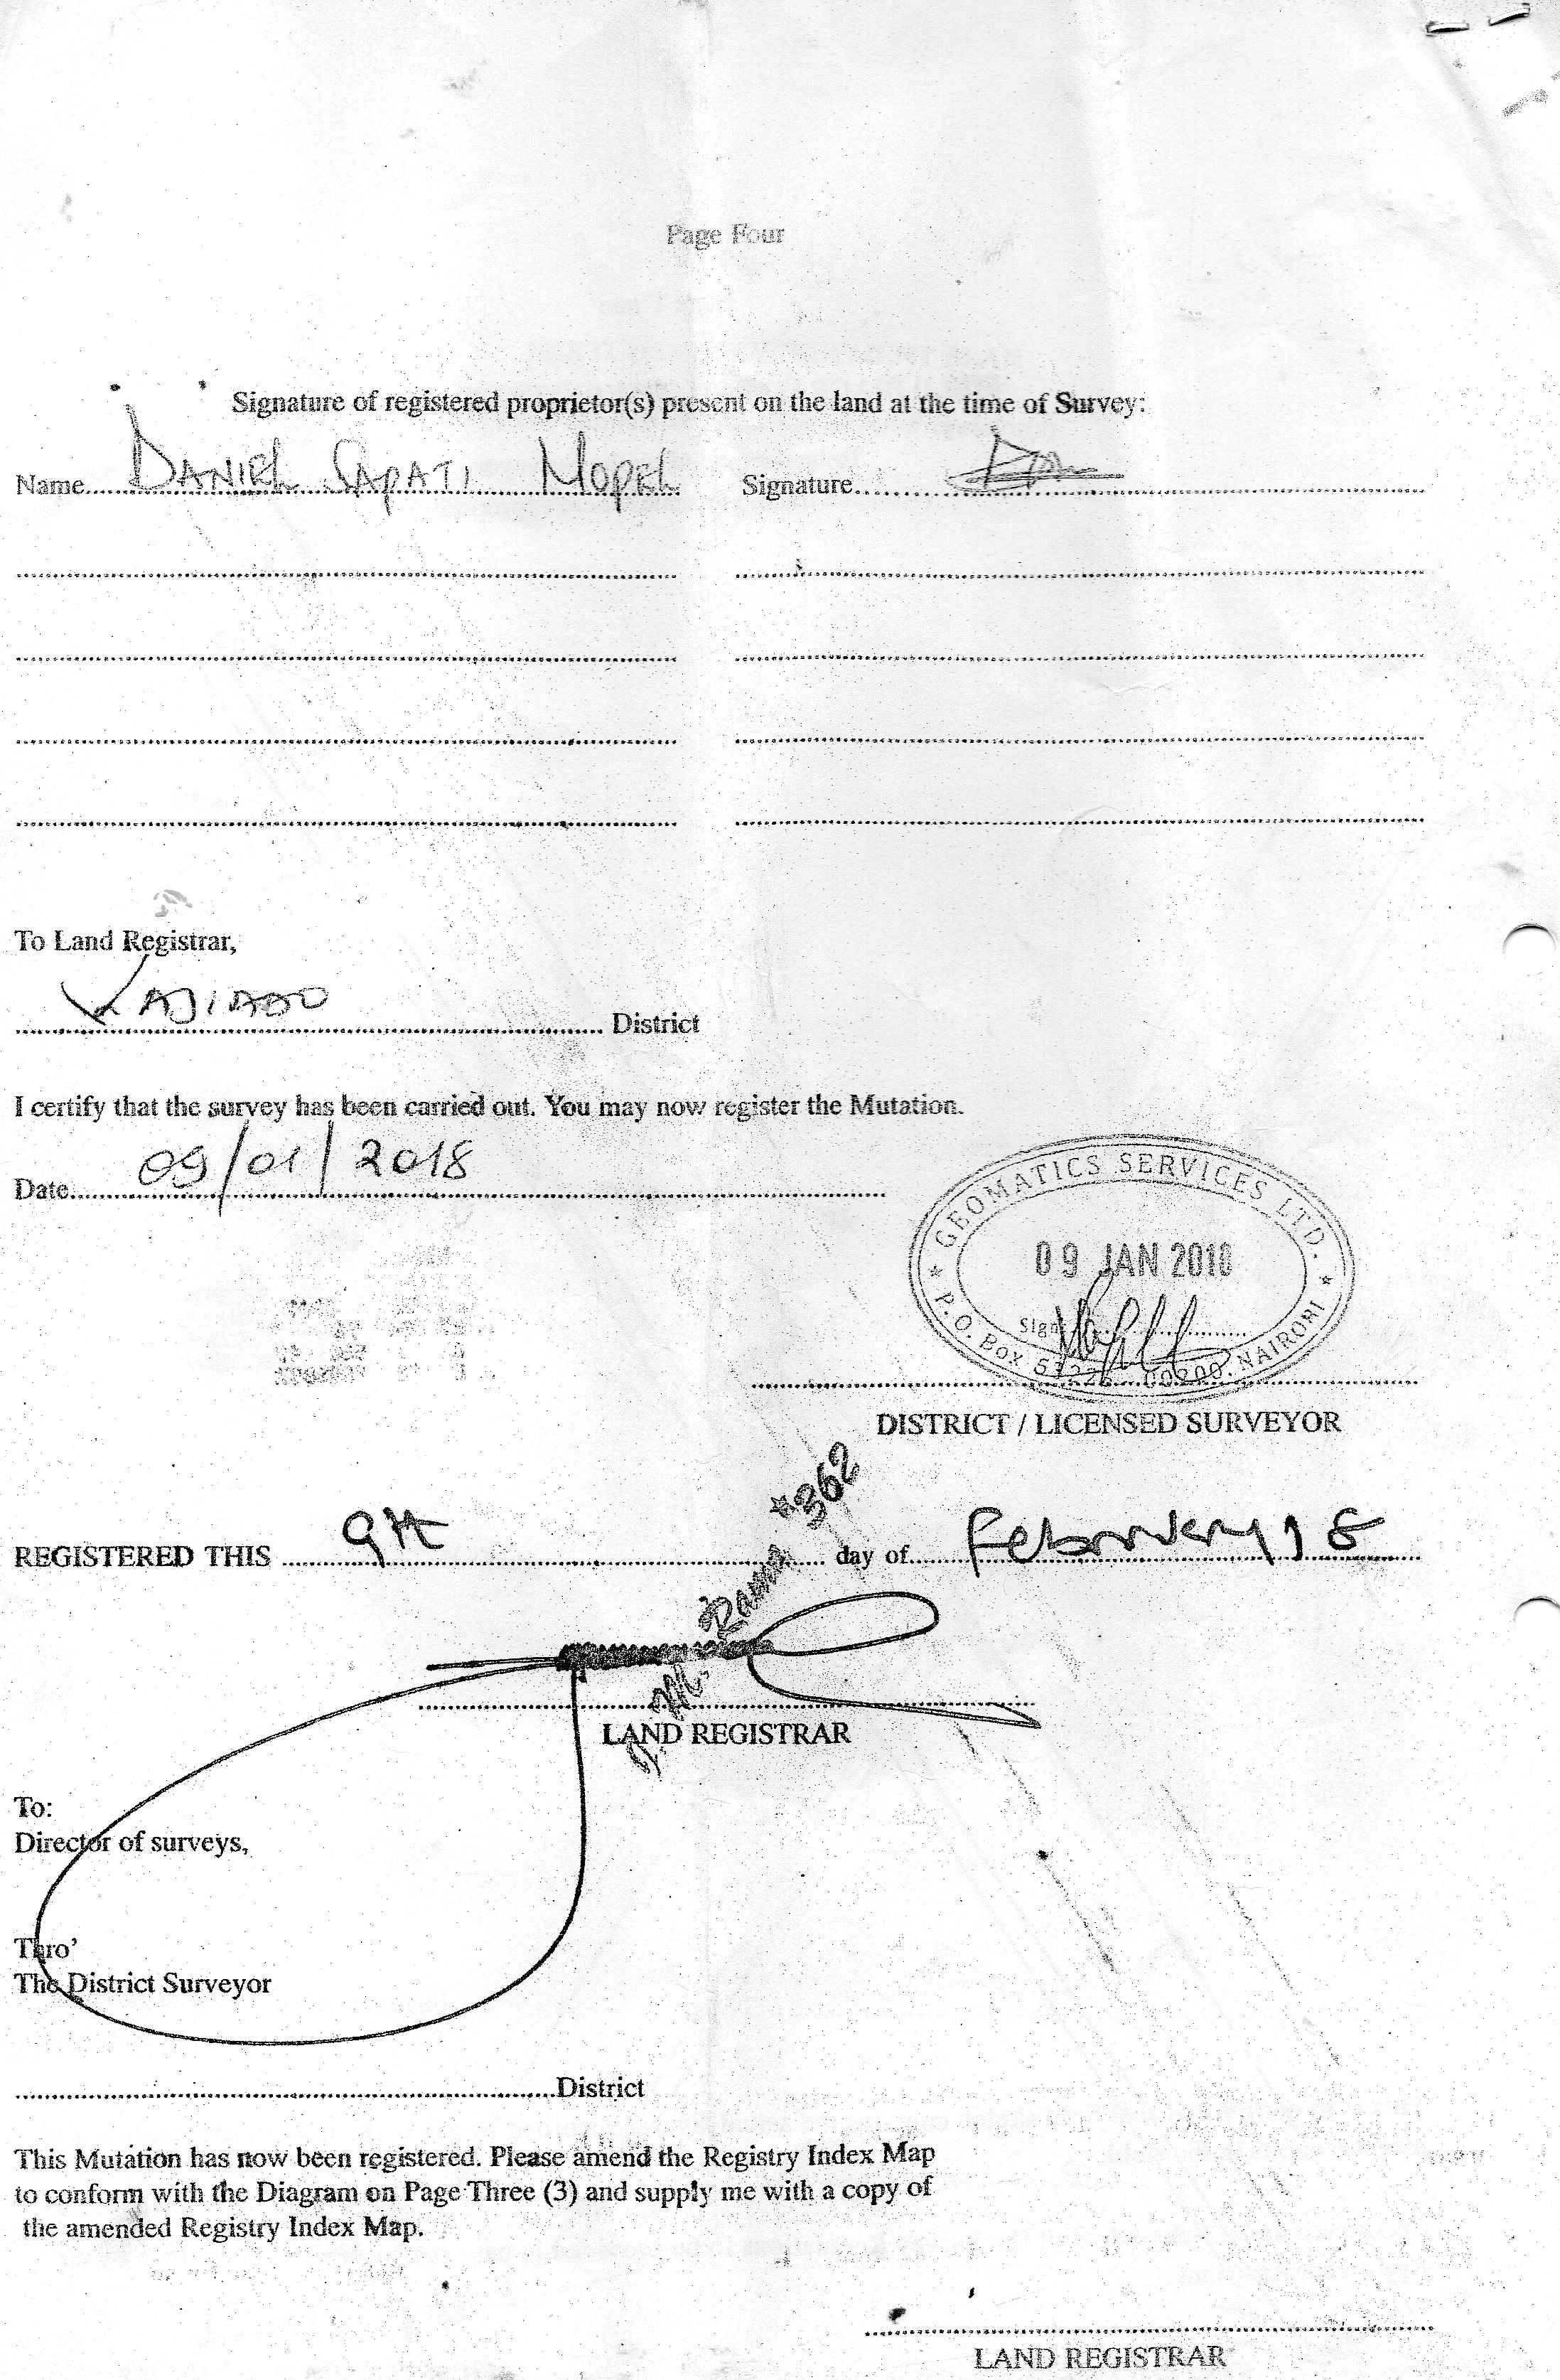 Page Four
Signature of registered proprietor(s) present on the land at the time of Survey:
Name DANIEL SAPATI MOPEL Signature
To Land Registrar,
KAJIADO District
I certify that the survey has been carried out. You may now register the Mutation.
Date 09/01/2018
GEOMATICS SERVICES LTD.
09 JAN 2018
Sign
P.O. Box 00200 NAIROBI
DISTRICT / LICENSED SURVEYOR
REGISTERED THIS 9th day of February 18
*362
LAND REGISTRAR
To:
Director of surveys,
Thro'
The District Surveyor
District
This Mutation has now been registered. Please amend the Registry Index Map
to conform with the Diagram on Page Three (3) and supply me with a copy of
the amended Registry Index Map.
LAND REGISTRAR